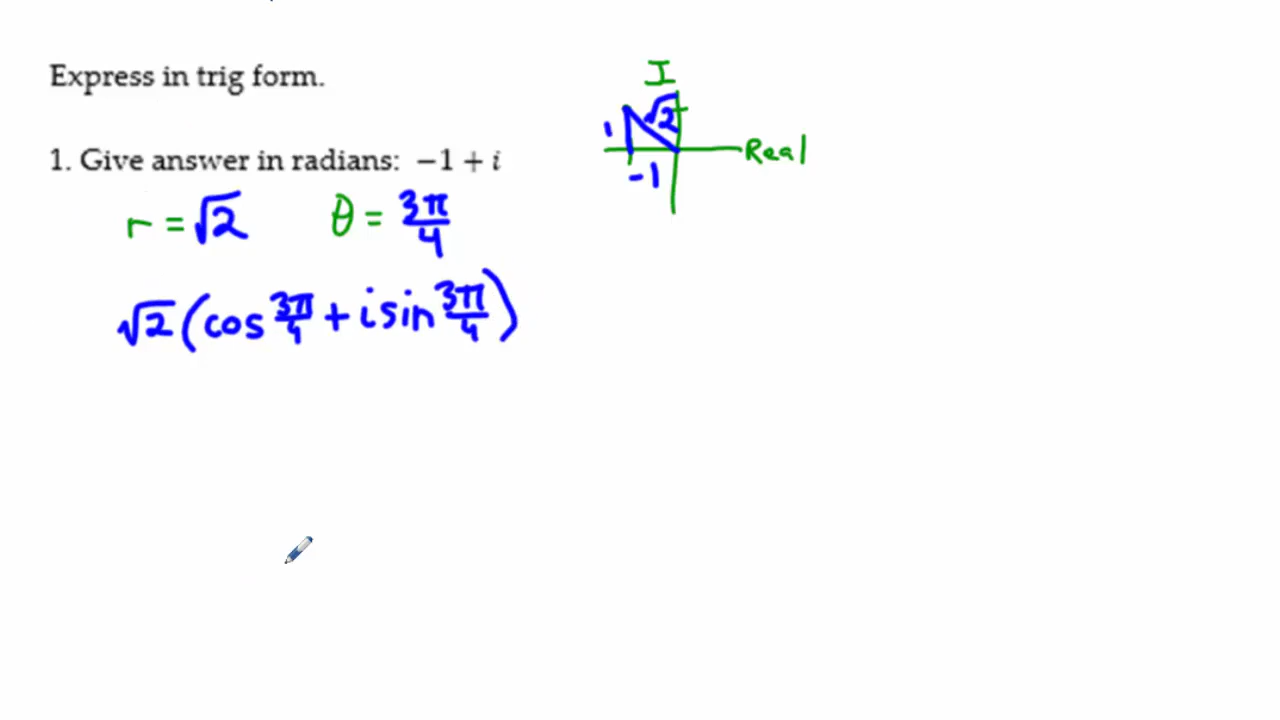 Express in trig form.
I
√2
1
Real
-1
1. Give answer in radians: −1 + i
r = √2 θ = 3π/4
√2(cos 3π/4 + i sin 3π/4)